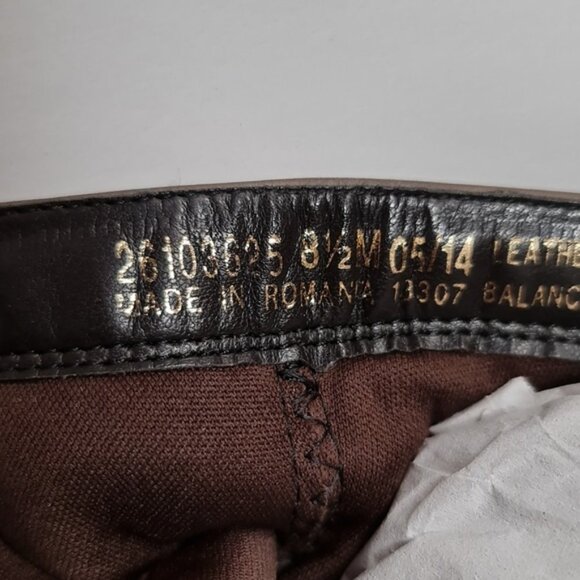 26103625 8½M 05/14 LEATHE
MADE IN ROMANIA 13307 BALANC